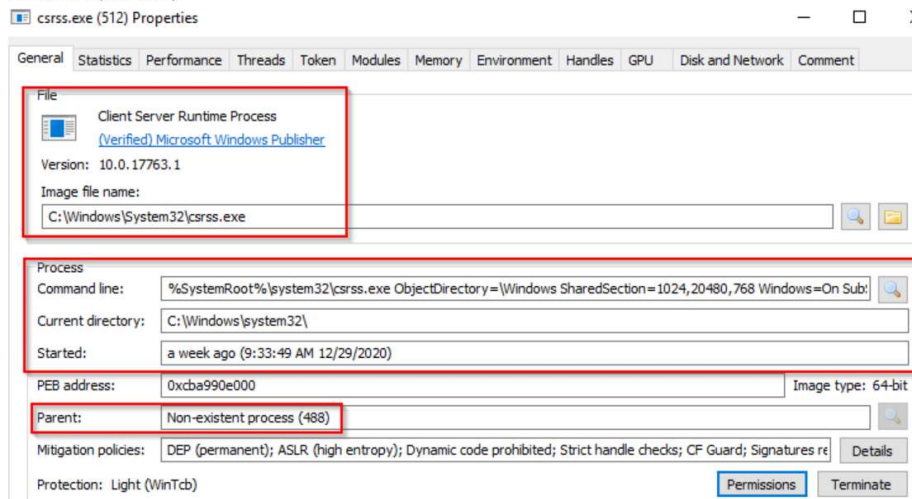 csrss.exe (512) Properties
General Statistics Performance Threads Token Modules Memory Environment Handles GPU Disk and Network Comment
File
Client Server Runtime Process
(Verified) Microsoft Windows Publisher
Version: 10.0.17763.1
Image file name:
C:\Windows\System32\csrss.exe
Process
Command line: %SystemRoot%\system32\csrss.exe ObjectDirectory=\Windows SharedSection=1024,20480,768 Windows=On Sub
Current directory: C:\Windows\system32\
Started: a week ago (9:33:49 AM 12/29/2020)
PEB address: 0xcba990e000 Image type: 64-bit
Parent: Non-existent process (488)
Mitigation policies: DEP (permanent); ASLR (high entropy); Dynamic code prohibited; Strict handle checks; CF Guard; Signatures re Details
Protection: Light (WinTcb) Permissions Terminate